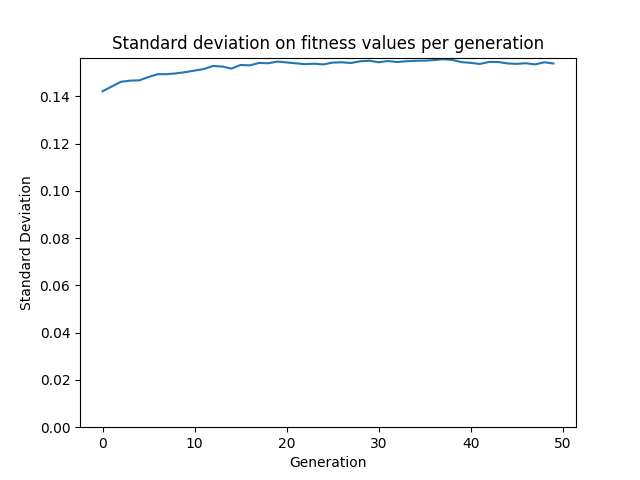 Standard deviation on fitness values per generation
0.14
0.12
0.10
0.08
0.06
0.04
0.02
0.00
Standard Deviation
0 10 20 30 40 50
Generation